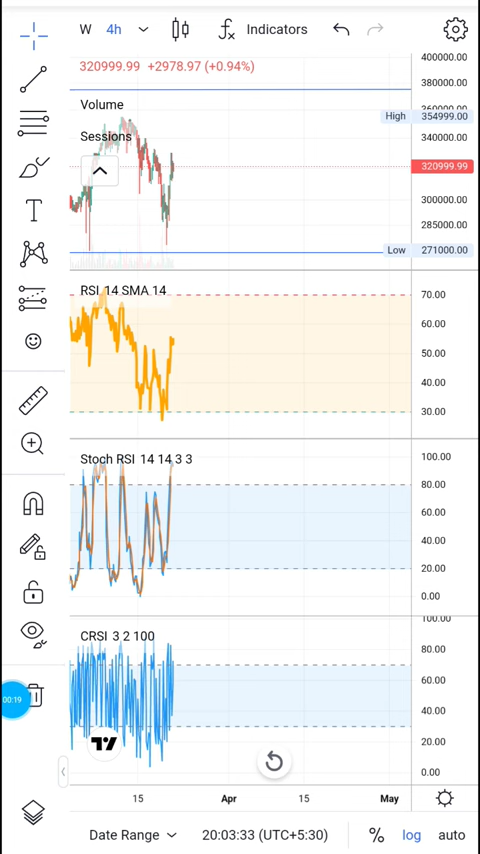 W 4h Indicators
320999.99 +2978.97 (+0.94%)
400000.00
380000.00
360000.00
Volume
High 354999.00
Sessions
340000.00
320999.99
300000.00
285000.00
Low 271000.00
RSI 14 SMA 14
70.00
60.00
50.00
40.00
30.00
Stoch RSI 14 14 3 3
100.00
80.00
60.00
40.00
20.00
0.00
100.00
CRSI 3 2 100
80.00
60.00
40.00
20.00
0.00
00:19
15 Apr 15 May
Date Range 20:03:33 (UTC+5:30) % log auto